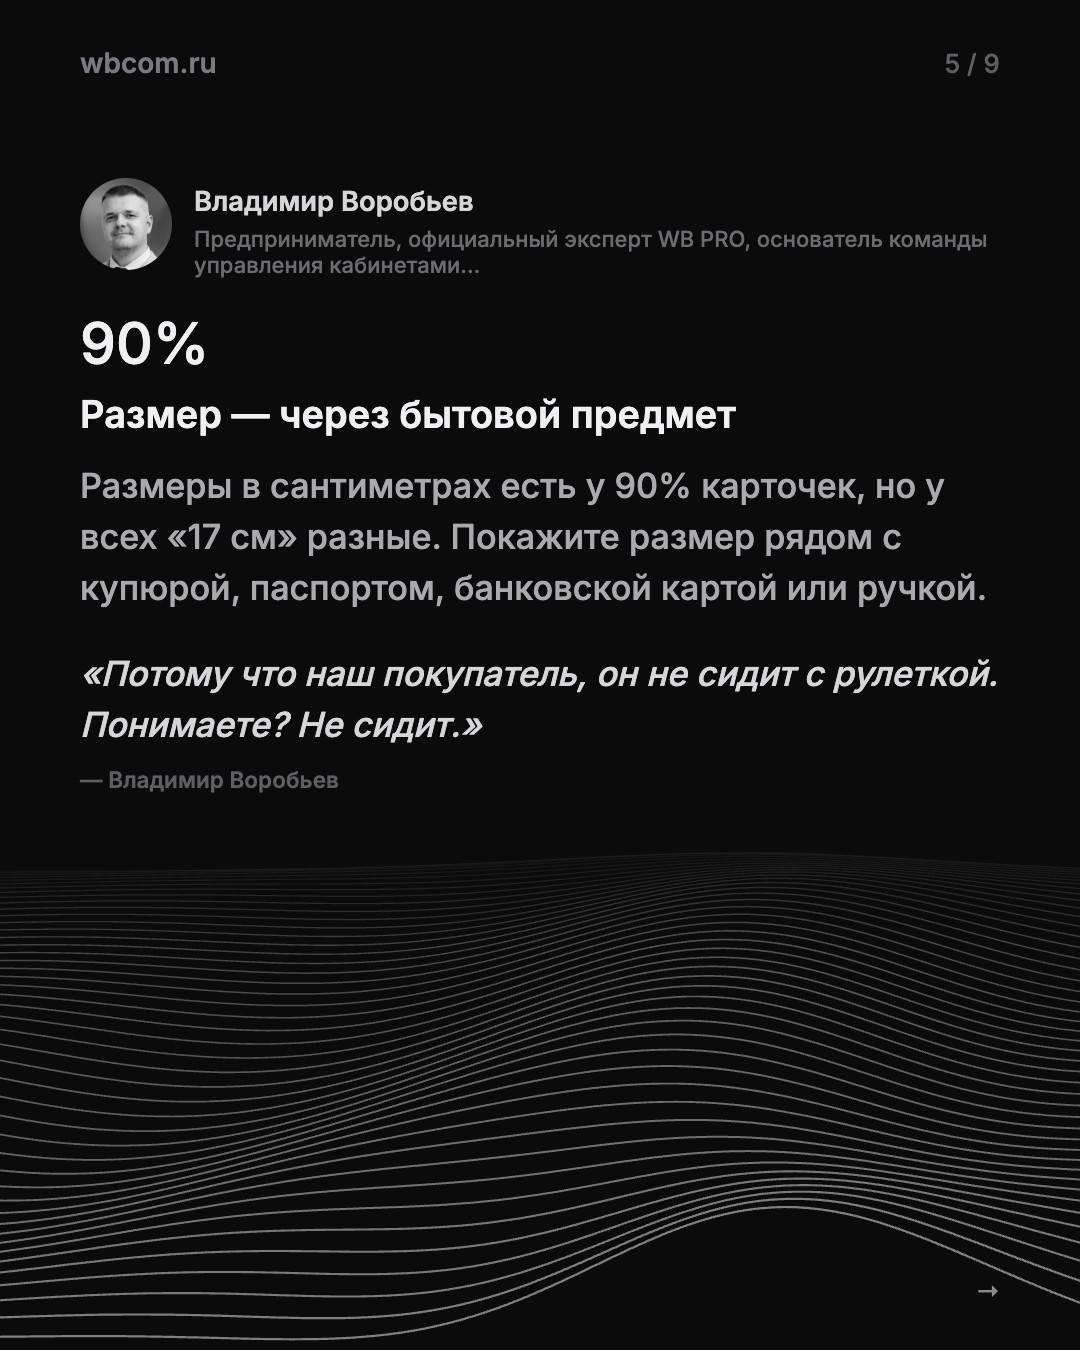 wbcom.ru
5 / 9
Владимир Воробьев
Предприниматель, официальный эксперт WB PRO, основатель команды
управления кабинетами...
90%
Размер — через бытовой предмет
Размеры в сантиметрах есть у 90% карточек, но у
всех «17 см» разные. Покажите размер рядом с
купюрой, паспортом, банковской картой или ручкой.
«Потому что наш покупатель, он не сидит с рулеткой.
Понимаете? Не сидит.»
— Владимир Воробьев
→